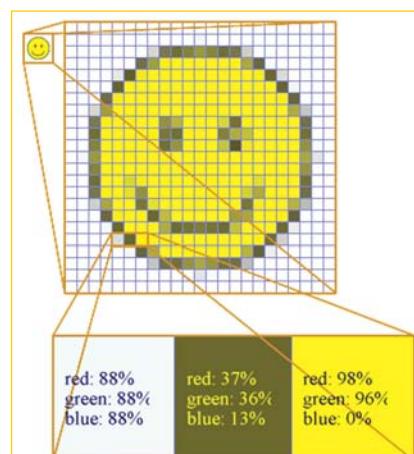 red: 88%
green: 88%
blue: 88%
red: 37%
green: 36%
blue: 13%
red: 98%
green: 96%
blue: 0%